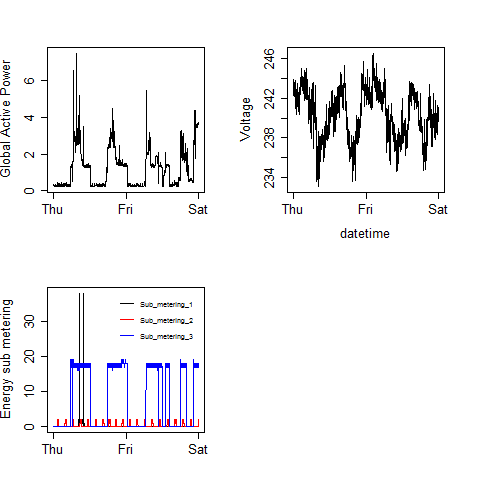 Global Active Power
6
4
2
0
Thu Fri Sat
Voltage
246
242
238
234
Thu Fri Sat
datetime
Energy sub metering
30
20
10
0
Sub_metering_1
Sub_metering_2
Sub_metering_3
Thu Fri Sat